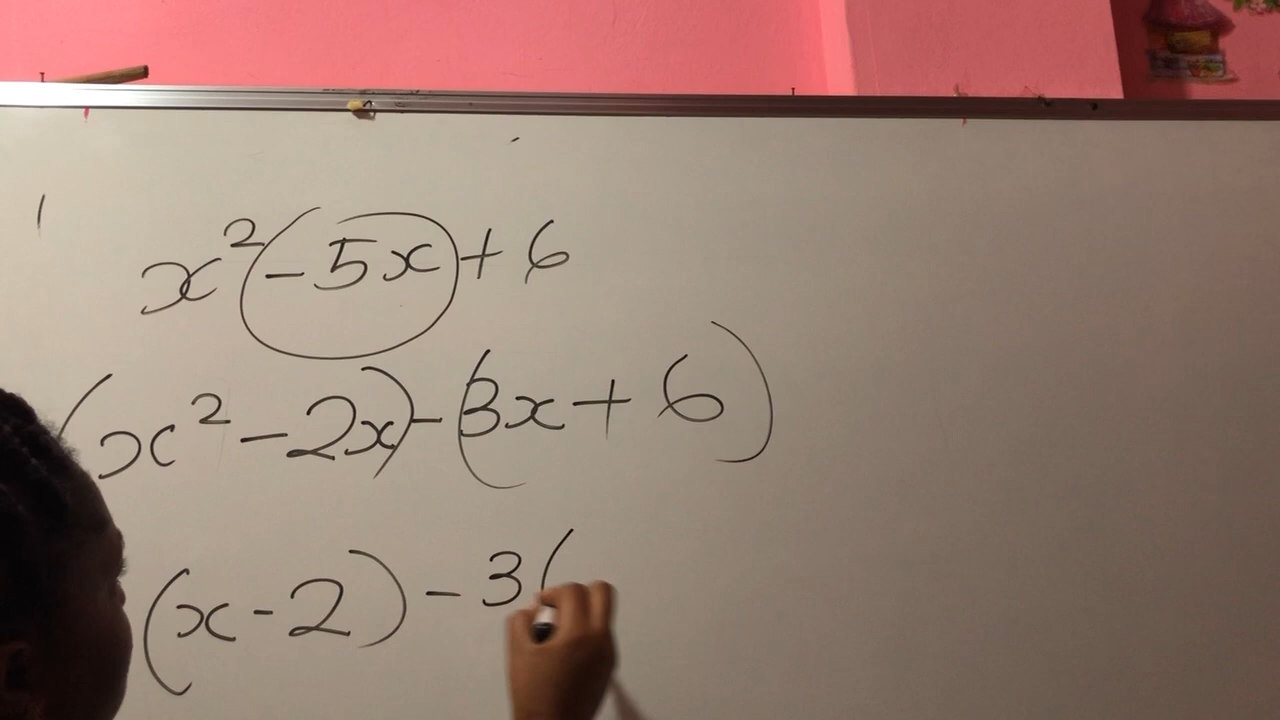 x² - 5x + 6
(x² - 2x) - (3x + 6)
(x - 2) - 3(